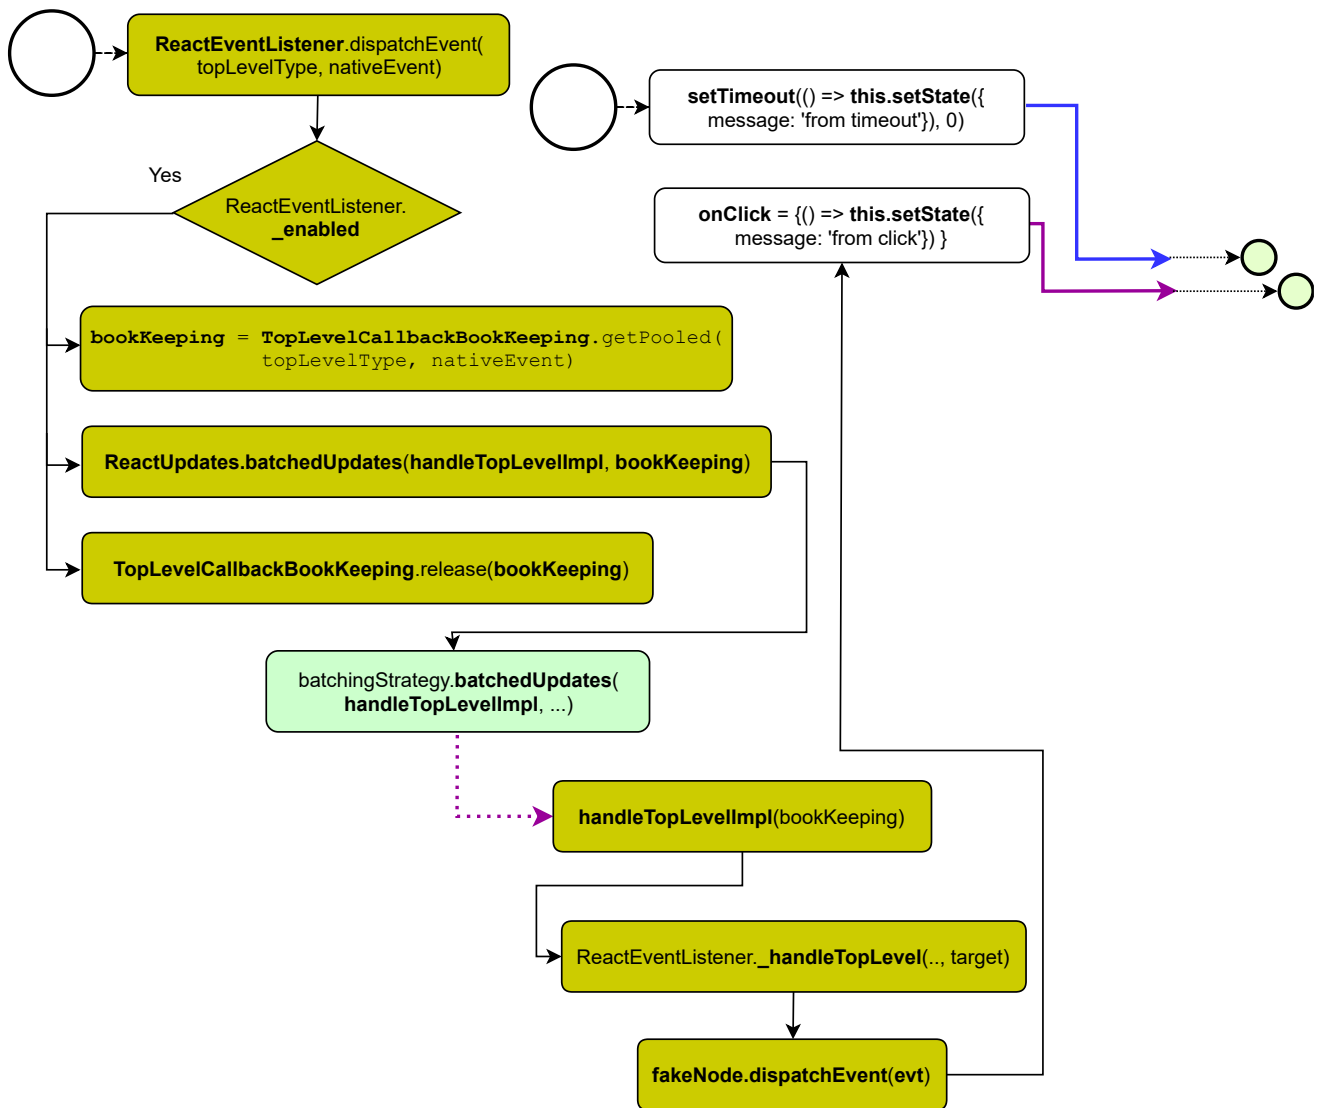 ReactEventListener.dispatchEvent(
topLevelType, nativeEvent)
setTimeout(() => this.setState({
message: 'from timeout'}), 0)
Yes
ReactEventListener.
_enabled
onClick = {() => this.setState({
message: 'from click'}) }
bookKeeping = TopLevelCallbackBookKeeping.getPooled(
topLevelType, nativeEvent)
ReactUpdates.batchedUpdates(handleTopLevelImpl, bookKeeping)
TopLevelCallbackBookKeeping.release(bookKeeping)
batchingStrategy.batchedUpdates(
handleTopLevelImpl, ...)
handleTopLevelImpl(bookKeeping)
ReactEventListener._handleTopLevel(.., target)
fakeNode.dispatchEvent(evt)